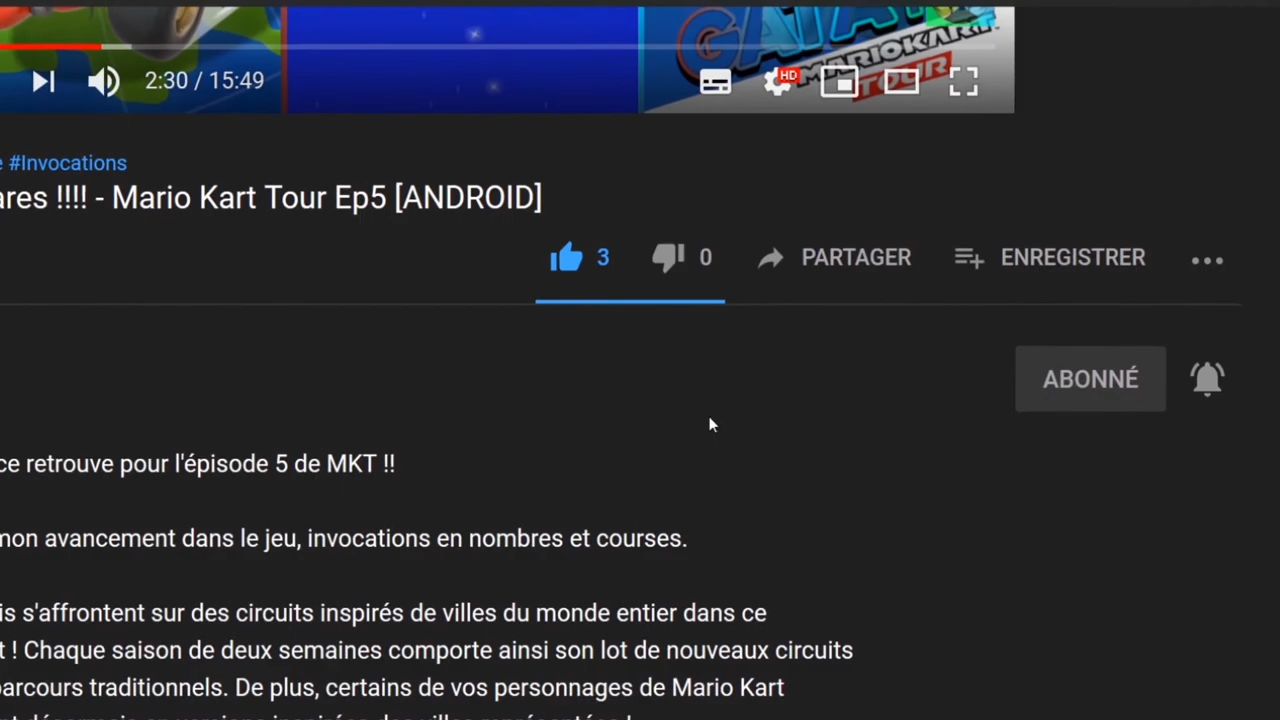 MARIOKART
TOUR
2:30 / 15:49
HD
#Invocations
ares !!!! - Mario Kart Tour Ep5 [ANDROID]
3 0 PARTAGER ENREGISTRER
ABONNÉ
ce retrouve pour l'épisode 5 de MKT !!
mon avancement dans le jeu, invocations en nombres et courses.
is s'affrontent sur des circuits inspirés de villes du monde entier dans ce
t ! Chaque saison de deux semaines comporte ainsi son lot de nouveaux circuits
parcours traditionnels. De plus, certains de vos personnages de Mario Kart